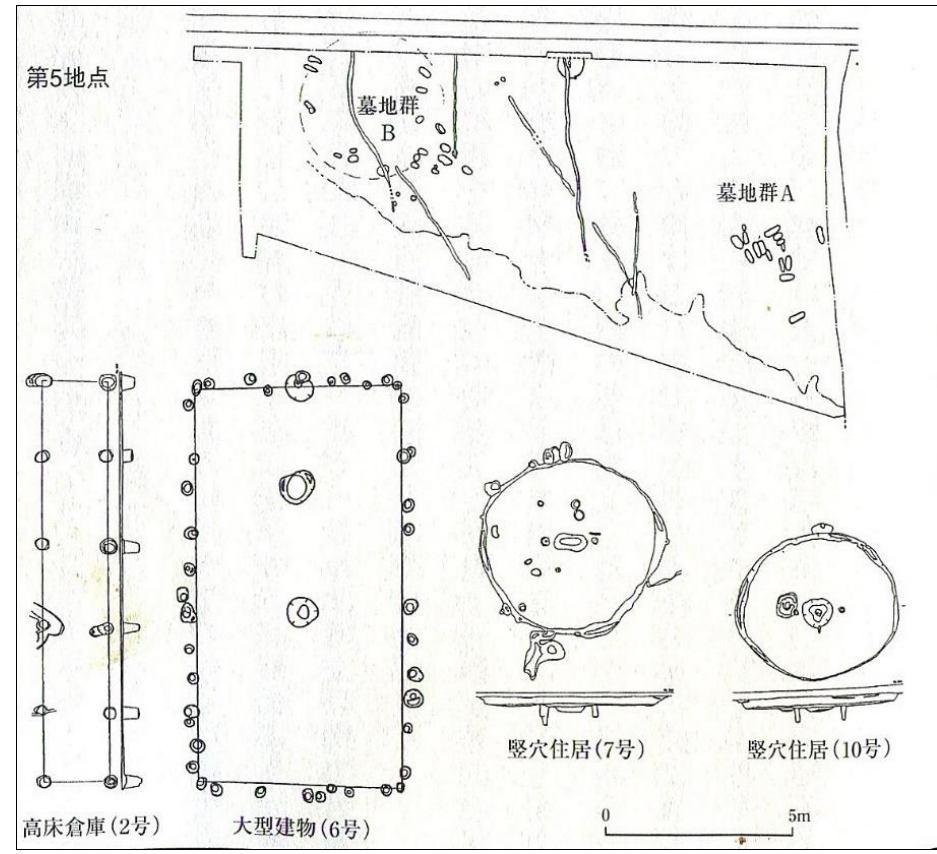 第5地点
墓地群
B
墓地群A
竪穴住居(7号)
竪穴住居(10号)
高床倉庫(2号)
大型建物(6号)
0
5m